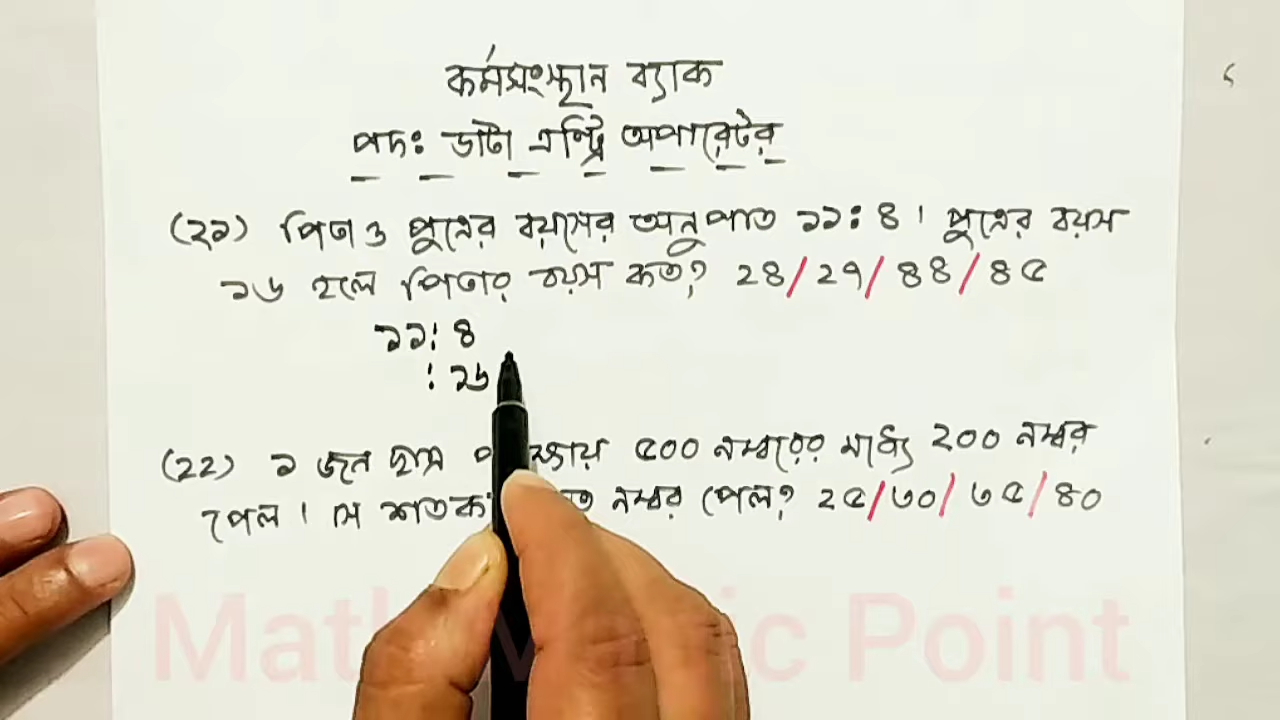 কর্মসংস্থান ব্যাংক
পদঃ ডাটা এন্ট্রি অপারেটর
(২১) পিতা ও পুত্রের বয়সের অনুপাত ১১:৪। পুত্রের বয়স
১৬ হলে পিতার বয়স কত? ২৪/২৭/৪৪/৪৫
১১:৪
:১৬
(২২) ১ জন ছাত্র ৫০০ নম্বরের মধ্যে ২০০ নম্বর
পেল। সে নম্বর পেল? ২৫/৩০/৩৫/৪০
Math Point